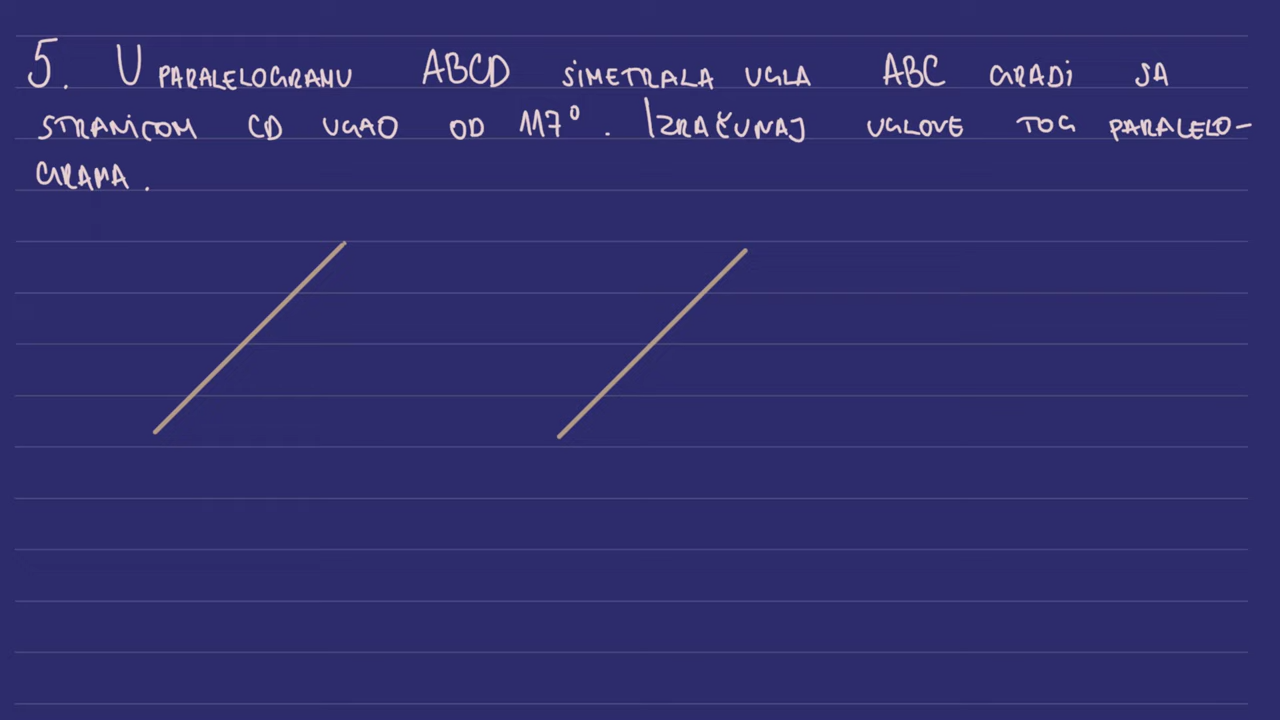 5. U PARALELOGRAMU ABCD SIMETRALA UGLA ABC GRADI SA
STRANICOM CD UGAO OD 117°. IZRAČUNAJ UGLOVE TOG PARALELO-
GRAMA.